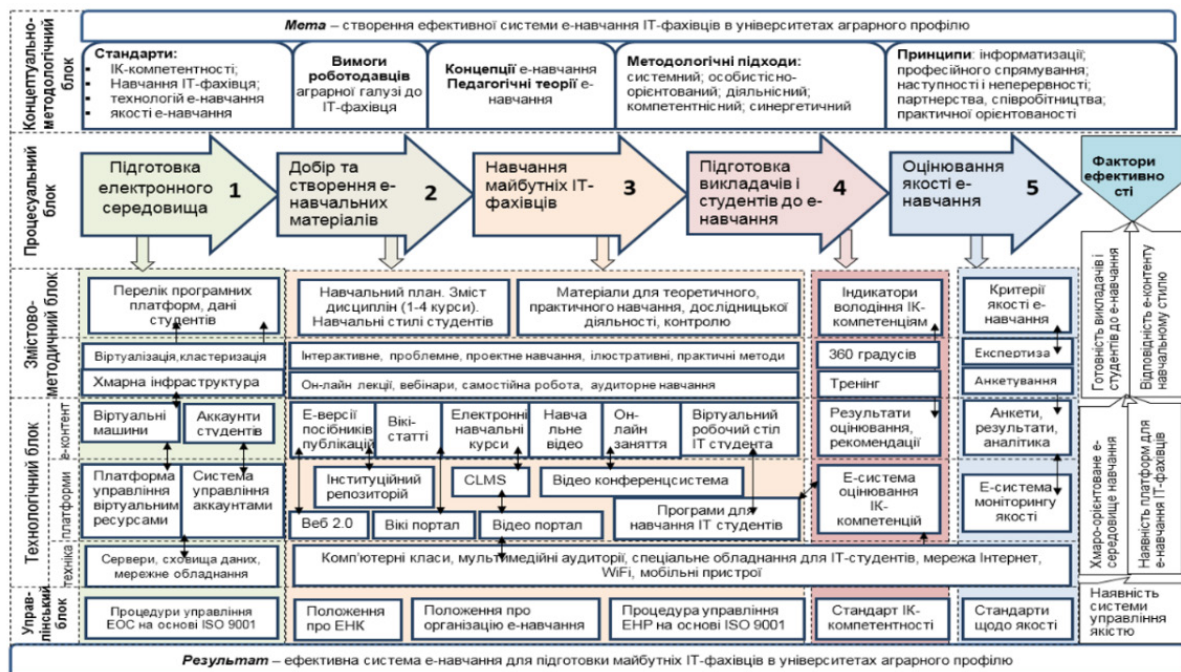 Мета – створення ефективної системи е-навчання ІТ-фахівців в університетах аграрного профілю
Концептуально-
методологічний
блок
Стандарти:
▪ ІК-компетентності;
▪ Навчання ІТ-фахівця;
▪ технологій е-навчання
▪ якості е-навчання
Вимоги
роботодавців
аграрної галузі до
ІТ-фахівця
Концепції е-навчання
Педагогічні теорії е-
навчання
Методологічні підходи:
системний; особистісно-
орієнтований; діяльнісний;
компетентнісний; синергетичний
Принципи: інформатизації;
професійного спрямування;
наступності і неперервності;
партнерства, співробітництва;
практичної орієнтованості
Процесуальний
блок
Підготовка
електронного
середовища
1
Добір та
створення е-
навчальних
матеріалів
2
Навчання
майбутніх ІТ-
фахівців
3
Підготовка
викладачів і
студентів до е-
навчання
4
Оцінювання
якості е-
навчання
5
Фактори
ефективно
сті
Змістово-
методичний блок
Перелік програмних
платформ, дані
студентів
Навчальний план. Зміст
дисциплін (1-4 курси).
Навчальні стилі студентів
Матеріали для теоретичного,
практичного навчання, дослідницької
діяльності, контролю
Індикатори
володіння ІК-
компетенціям
Критерії
якості е-
навчання
Віртуалізація,кластеризація
Інтерактивне, проблемне, проектне навчання, ілюстративні, практичні методи
360 градусів
Експертиза
Хмарна інфраструктура
Он-лайн лекції, вебінари, самостійна робота, аудиторне навчання
Тренінг
Анкетування
Готовність викладачів і
студентів до е-навчання
Відповідність е-контенту
навчальному стилю
Технологічний блок
е-контент
Віртуальні
машини
Аккаунти
студентів
Е-версії
посібників
публікацій
Вікі-
статті
Електронні
навчальні
курси
Навча
льне
відео
Он-
лайн
заняття
Віртуальний
робочий стіл
ІТ студента
Результати
оцінювання,
рекомендації
Анкети,
результати,
аналітика
платформи
Платформа
управління
віртуальним
ресурсами
Система
управління
аккаунтами
Інституційний
репозиторій
CLMS
Відео конференцсистема
Веб 2.0
Вікі портал
Відео портал
Програми для
навчання ІТ студентів
Е-система
оцінювання
ІК-
компетенцій
Е-система
моніторингу
якості
Хмаро-орієнтоване е-
середовище навчання
Наявність платформ для
е-навчання ІТ-фахівців
техніка
Сервери, сховища даних,
мережне обладнання
Комп'ютерні класи, мультимедійні аудиторії, спеціальне обладнання для ІТ-студентів, мережа Інтернет,
WiFi, мобільні пристрої
Управ-
лінський
блок
Процедури управління
ЕОС на основі ISO 9001
Положення
про ЕНК
Положення про
організацію е-навчання
Процедура управління
ЕНР на основі ISO 9001
Стандарт ІК-
компетентності
Стандарти
щодо якості
Наявність
системи
управління
якістю
Результат – ефективна система е-навчання для підготовки майбутніх ІТ-фахівців в університетах аграрного профілю